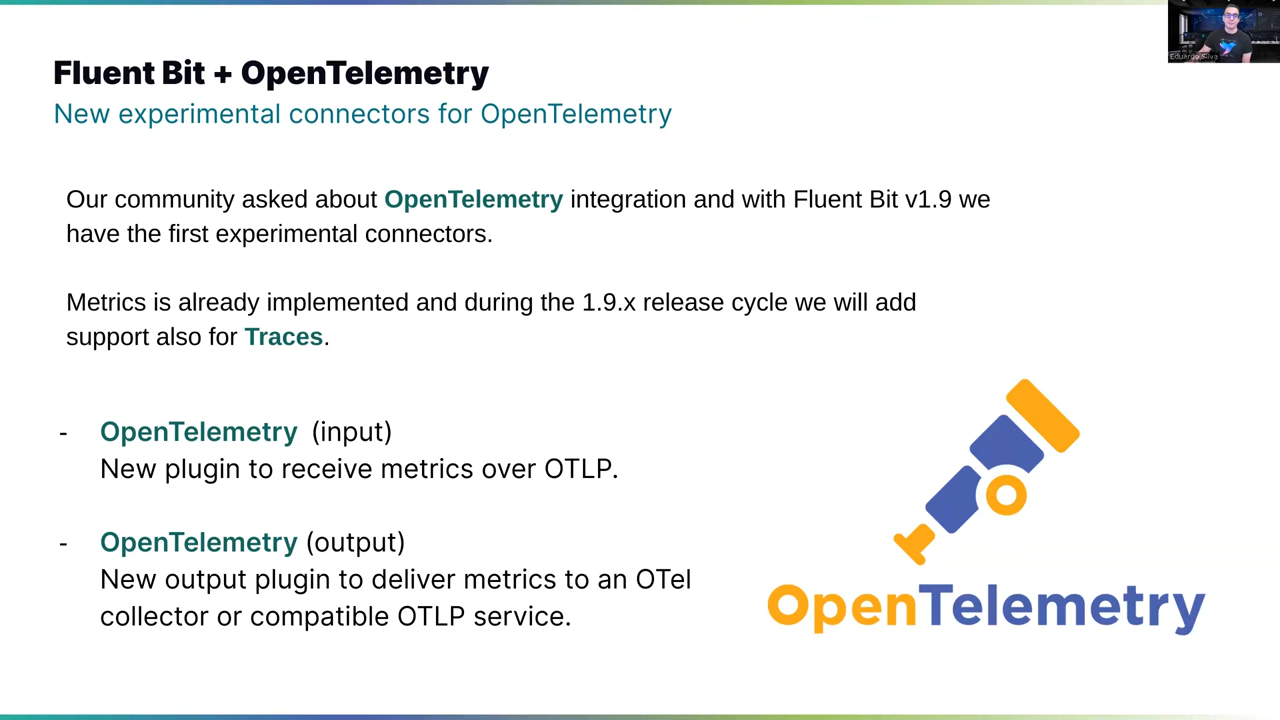 Fluent Bit + OpenTelemetry
New experimental connectors for OpenTelemetry
Eduardo Silva
Our community asked about OpenTelemetry integration and with Fluent Bit v1.9 we
have the first experimental connectors.
Metrics is already implemented and during the 1.9.x release cycle we will add
support also for Traces.
- OpenTelemetry (input)
New plugin to receive metrics over OTLP.
- OpenTelemetry (output)
New output plugin to deliver metrics to an OTel
collector or compatible OTLP service.
OpenTelemetry